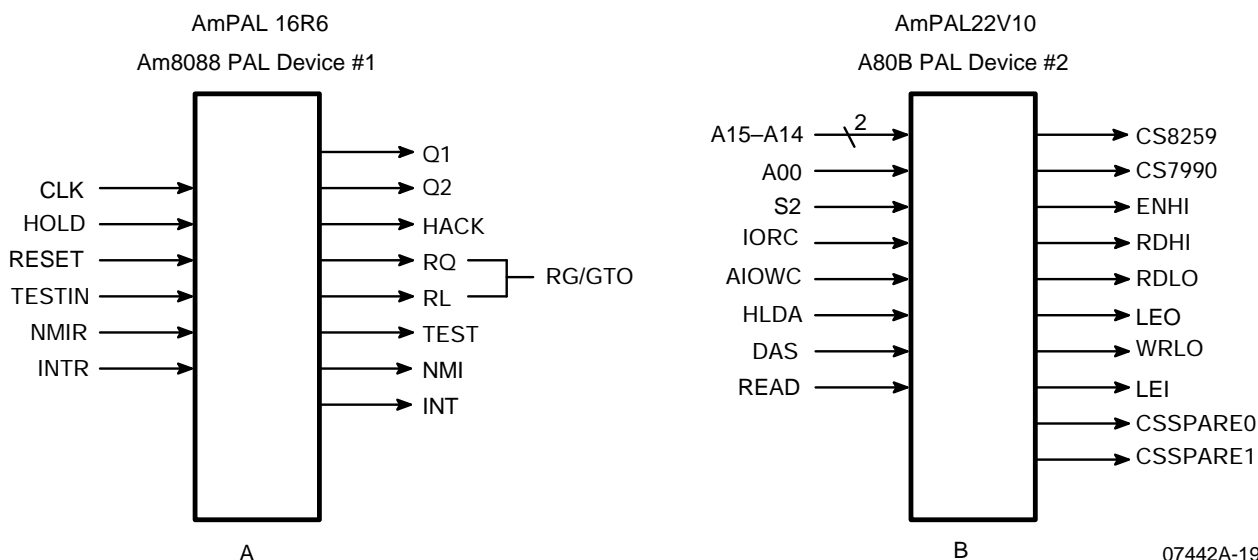 AmPAL 16R6
Am8088 PAL Device #1
CLK
HOLD
RESET
TESTIN
NMIR
INTR
Q1
Q2
HACK
RQ
RL
RG/GTO
TEST
NMI
INT
A
AmPAL22V10
A80B PAL Device #2
A15–A14
2
A00
S2
IORC
AIOWC
HLDA
DAS
READ
CS8259
CS7990
ENHI
RDHI
RDLO
LEO
WRLO
LEI
CSSPARE0
CSSPARE1
B
07442A-19